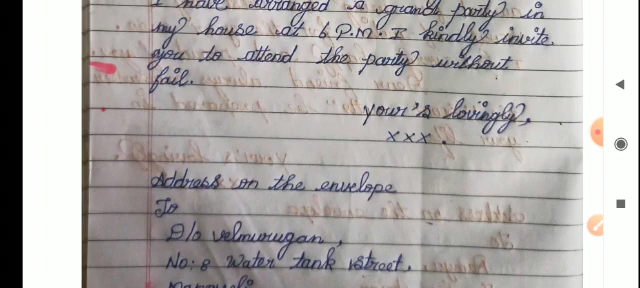 I have arranged a grand party in
my house at 6 P.M. I kindly invite
you to attend the party without
fail.
your's lovingly,
xxx.
Address on the envelope
To
D/o velmurugan,
No: 8 Water tank street.